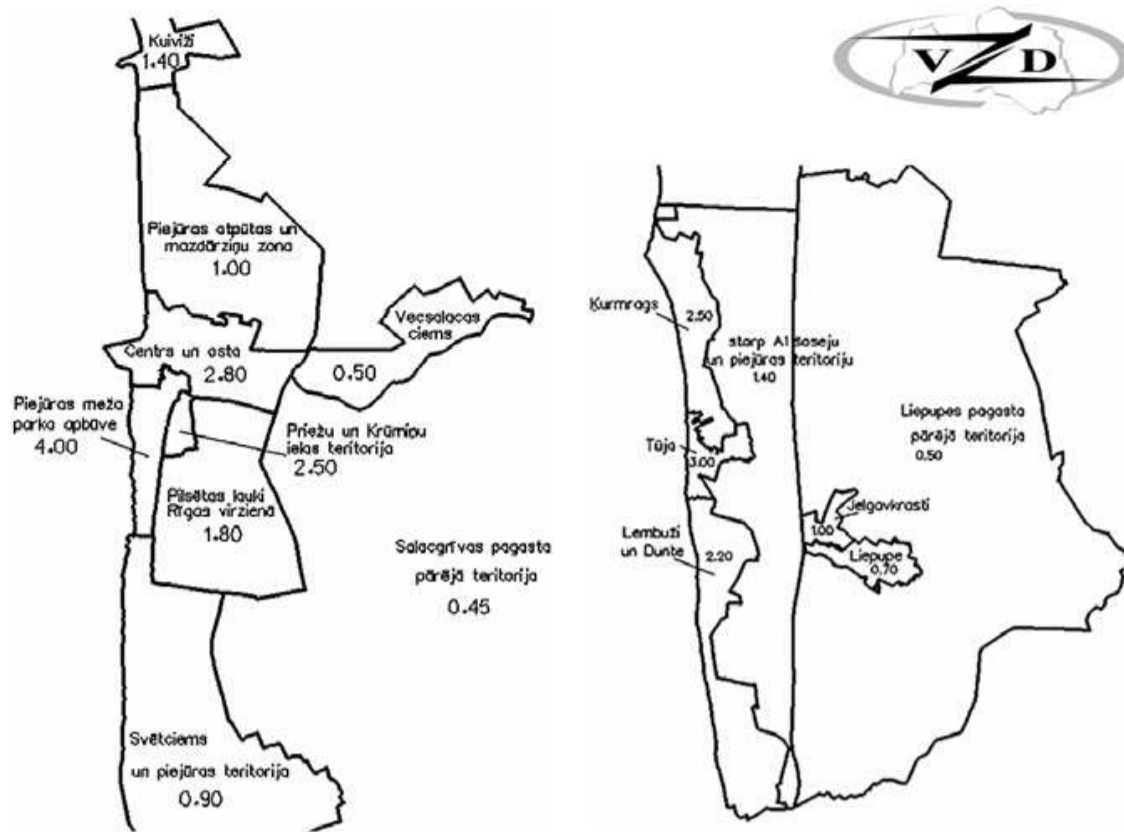 Kuiviži
1.40
Piejūras atpūtas un
mazdārziņu zona
1.00
Vecsalacas
ciems
0.50
Centrs un osta
2.80
Piejūras meža
parka apbūve
4.00
Priežu un Krūmiņu
ielas teritorija
2.50
Pilsētas lauki
Rīgas virzienā
1.80
Salacgrīvas pagasta
pārējā teritorija
0.45
Svētciems
un piejūras teritorija
0.90
V Z D
Ķurmrags
2.50
starp A1 šoseju
un piejūras teritoriju
1.40
Liepupes pagasta
pārējā teritorija
0.50
Tūja
3.00
Jelgavkrasti
1.00
Lembuži
un Dunte
2.20
Liepupe
0.70